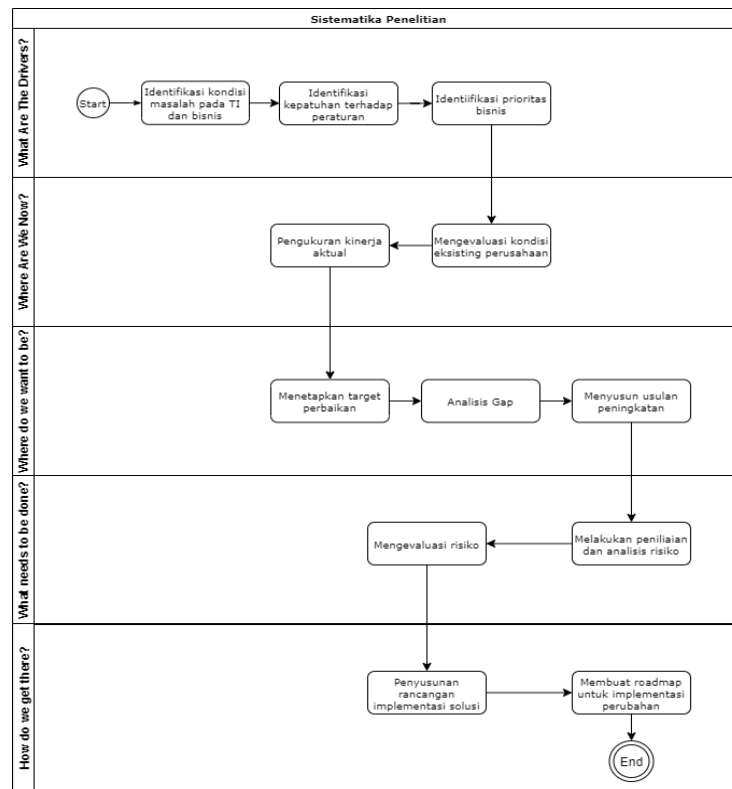 Sistematika Penelitian
What Are The Drivers?
Start
Identifikasi kondisi
masalah pada TI
dan bisnis
Identifikasi
kepatuhan terhadap
peraturan
Identiifikasi prioritas
bisnis
Where Are We Now?
Pengukuran kinerja
aktual
Mengevaluasi kondisi
eksisting perusahaan
Where do we want to be?
Menetapkan target
perbaikan
Analisis Gap
Menyusun usulan
peningkatan
What needs to be done?
Mengevaluasi risiko
Melakukan peniliaian
dan analisis risiko
How do we get there?
Penyusunan
rancangan
implementasi solusi
Membuat roadmap
untuk implementasi
perubahan
End